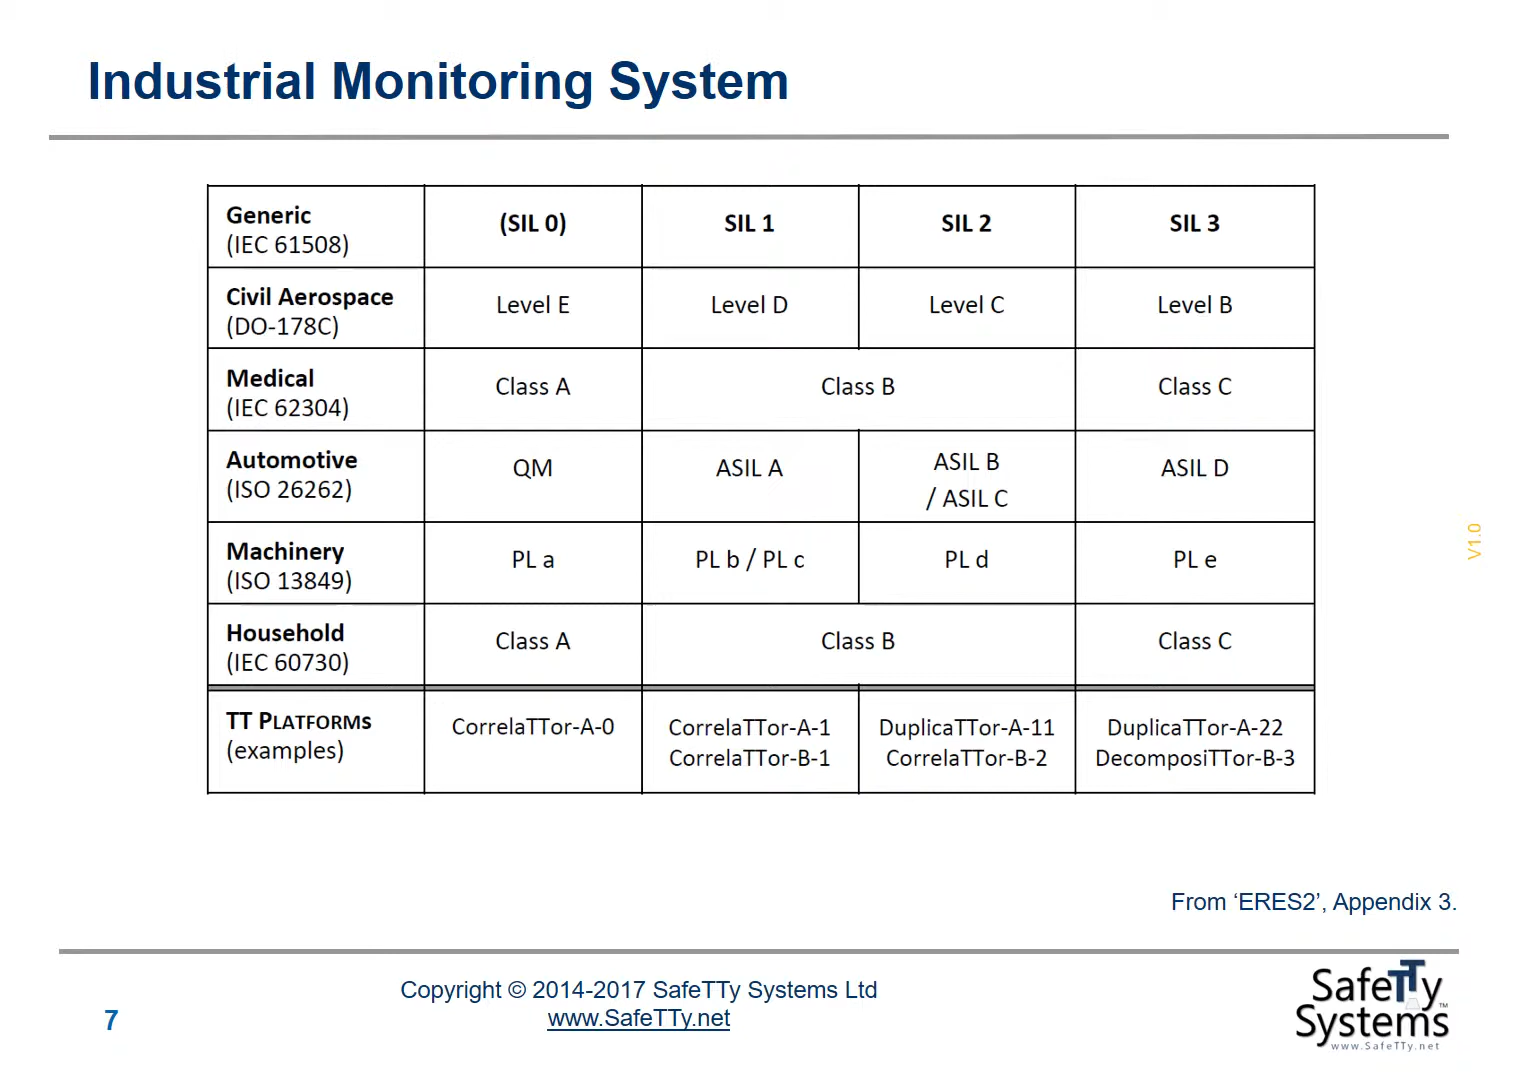 Industrial Monitoring System
Generic
(IEC 61508)
(SIL 0)
SIL 1
SIL 2
SIL 3
Civil Aerospace
(DO-178C)
Level E
Level D
Level C
Level B
Medical
(IEC 62304)
Class A
Class B
Class C
Automotive
(ISO 26262)
QM
ASIL A
ASIL B
/ ASIL C
ASIL D
Machinery
(ISO 13849)
PL a
PL b / PL c
PL d
PL e
Household
(IEC 60730)
Class A
Class B
Class C
TT PLATFORMs
(examples)
CorrelaTTor-A-0
CorrelaTTor-A-1
CorrelaTTor-B-1
DuplicaTTor-A-11
CorrelaTTor-B-2
DuplicaTTor-A-22
DecomposiTTor-B-3
V1.0
From ‘ERES2’, Appendix 3.
7
Copyright © 2014-2017 SafeTTy Systems Ltd
www.SafeTTy.net
SafeTTy
Systems™
www.SafeTTy.net